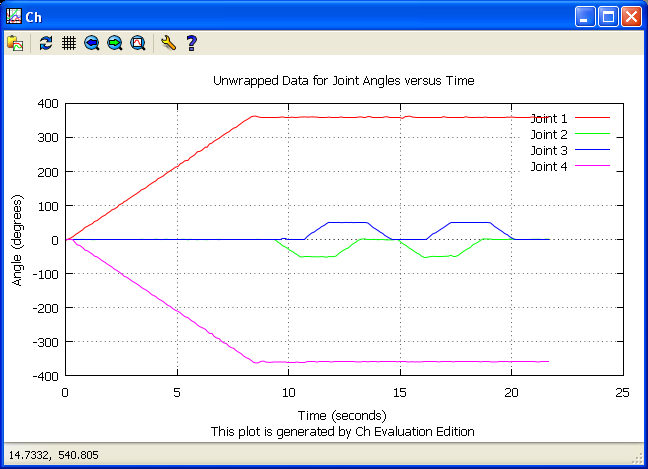 Ch
Unwrapped Data for Joint Angles versus Time
400
300
200
100
0
-100
-200
-300
-400
Angle (degrees)
Joint 1
Joint 2
Joint 3
Joint 4
0 5 10 15 20 25
Time (seconds)
This plot is generated by Ch Evaluation Edition
14.7332, 540.805